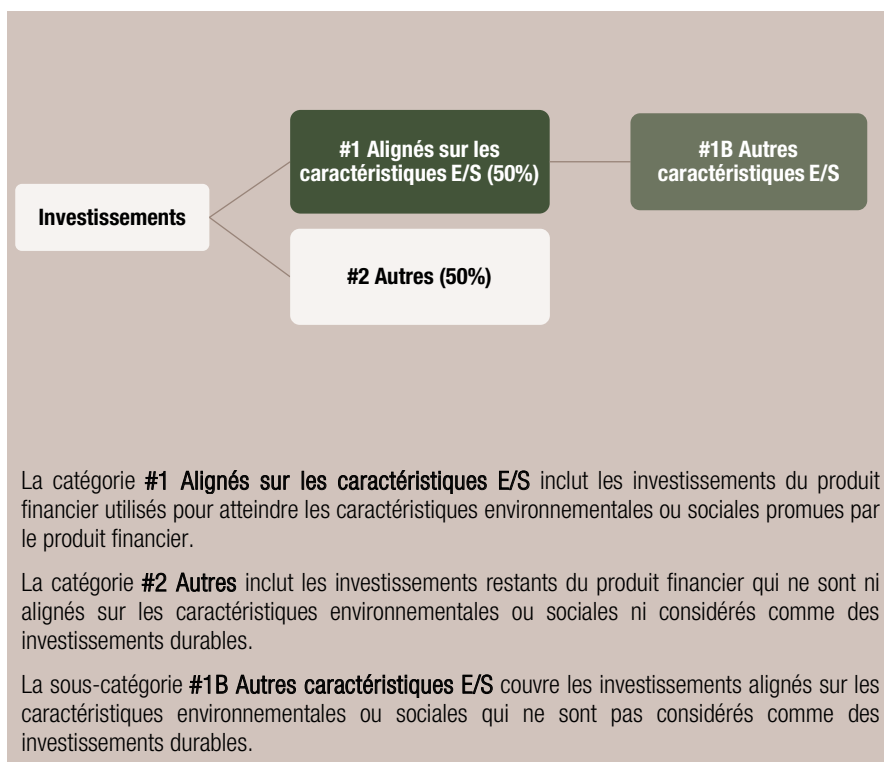 #1 Alignés sur les
caractéristiques E/S (50%)
#1B Autres
caractéristiques E/S
Investissements
#2 Autres (50%)
La catégorie #1 Alignés sur les caractéristiques E/S inclut les investissements du produit
financier utilisés pour atteindre les caractéristiques environnementales ou sociales promues par
le produit financier.
La catégorie #2 Autres inclut les investissements restants du produit financier qui ne sont ni
alignés sur les caractéristiques environnementales ou sociales ni considérés comme des
investissements durables.
La sous-catégorie #1B Autres caractéristiques E/S couvre les investissements alignés sur les
caractéristiques environnementales ou sociales qui ne sont pas considérés comme des
investissements durables.